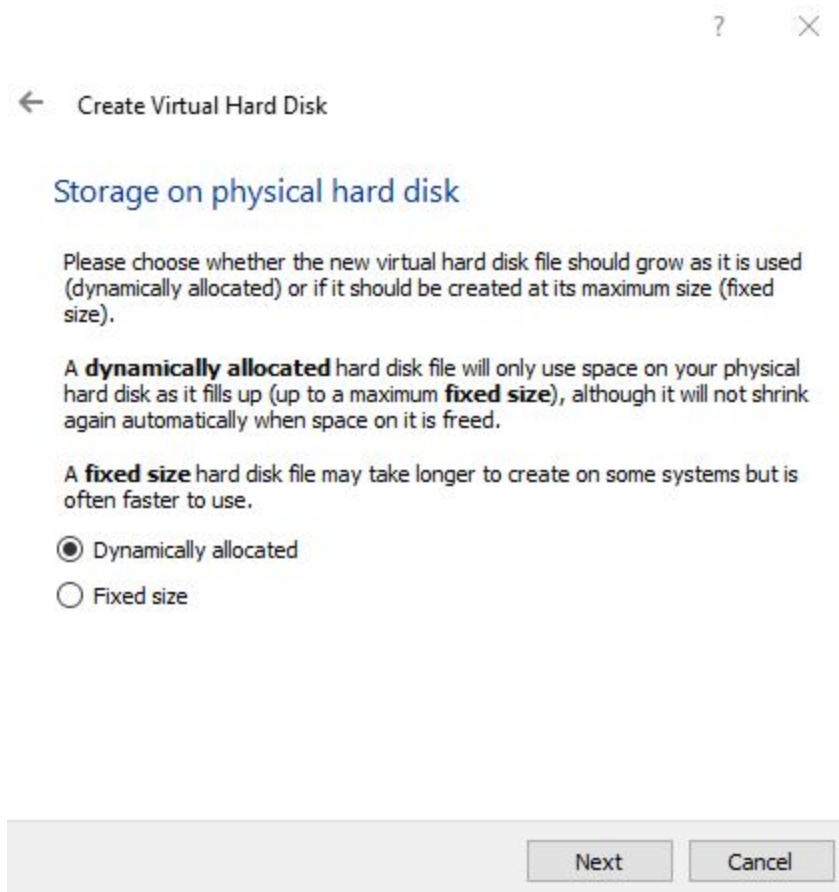 ?
Create Virtual Hard Disk
Storage on physical hard disk
Please choose whether the new virtual hard disk file should grow as it is used
(dynamically allocated) or if it should be created at its maximum size (fixed
size).
A dynamically allocated hard disk file will only use space on your physical
hard disk as it fills up (up to a maximum fixed size), although it will not shrink
again automatically when space on it is freed.
A fixed size hard disk file may take longer to create on some systems but is
often faster to use.
Dynamically allocated
Fixed size
Next Cancel